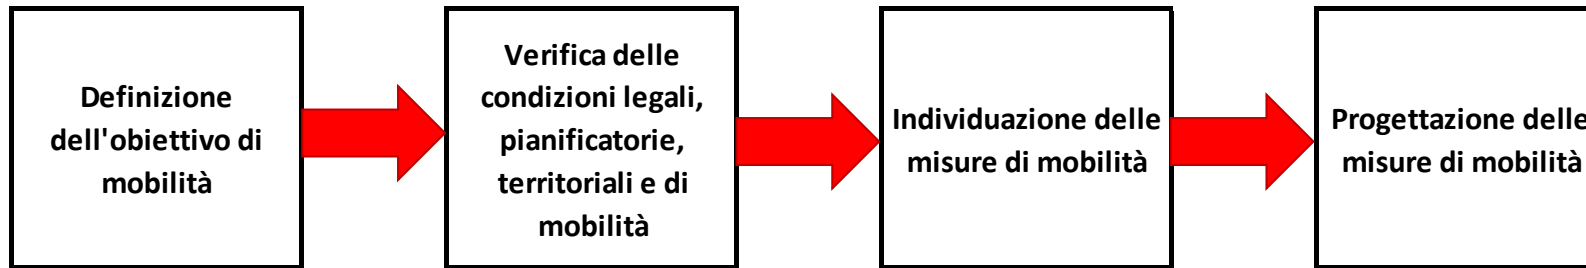 Definizione
dell'obiettivo di
mobilità
Verifica delle
condizioni legali,
pianificatorie,
territoriali e di
mobilità
Individuazione delle
misure di mobilità
Progettazione delle
misure di mobilità